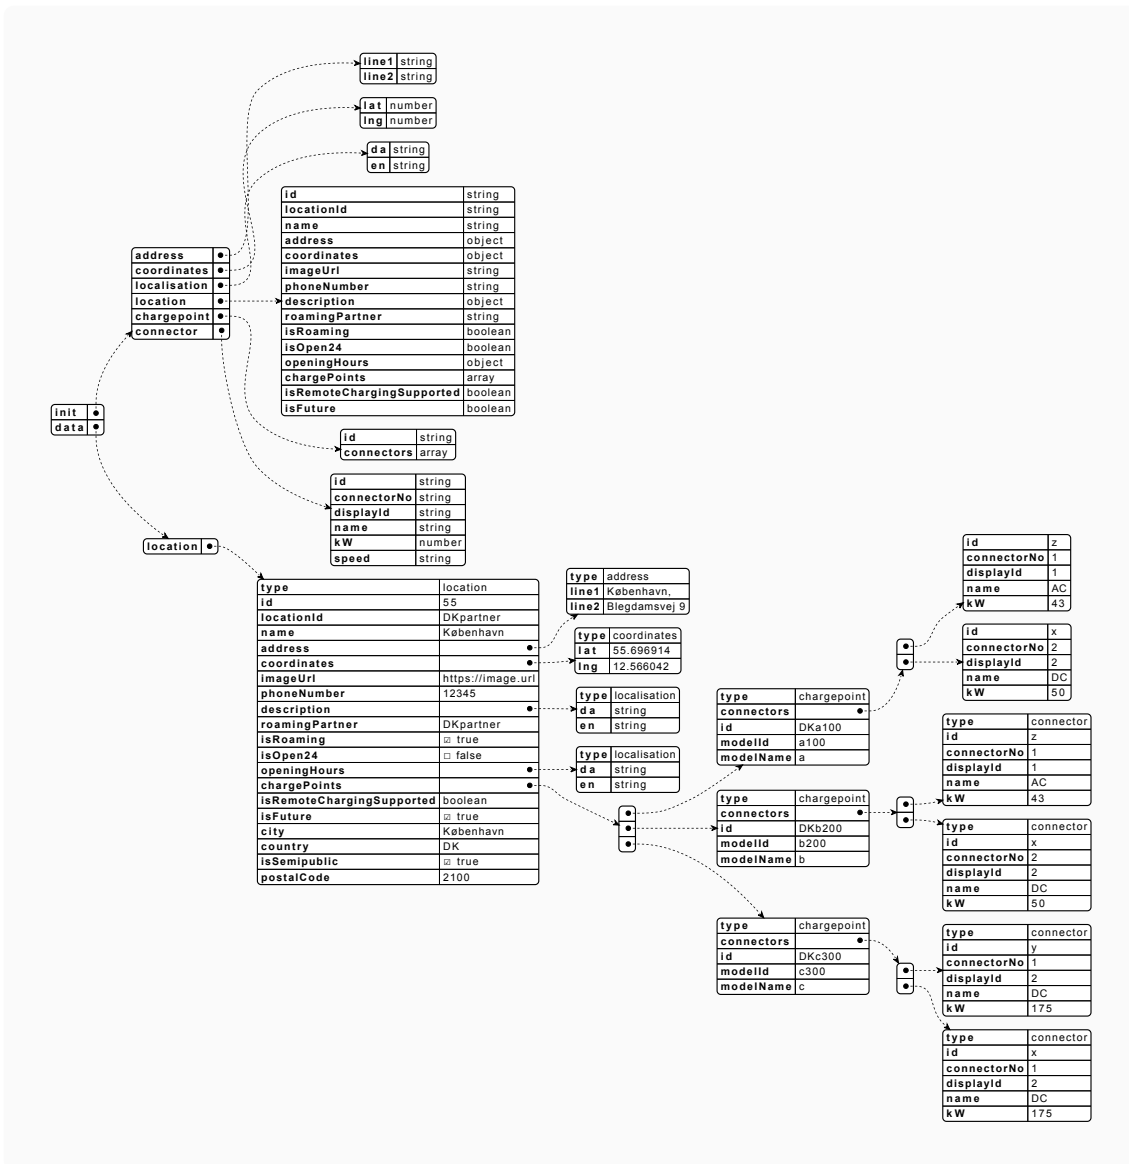 line1 string
line2 string
lat number
lng number
da string
en string
id string
locationId string
name string
address object
coordinates object
imageUrl string
phoneNumber string
description object
roamingPartner string
isRoaming boolean
isOpen24 boolean
openingHours object
chargePoints array
isRemoteChargingSupported boolean
isFuture boolean
address
coordinates
localisation
location
chargepoint
connector
init
data
id string
connectors array
id string
connectorNo string
displayId string
name string
kW number
speed string
location
type location
id 55
locationId DKpartner
name København
address
coordinates
imageUrl https://image.url
phoneNumber 12345
description
roamingPartner DKpartner
isRoaming ☑ true
isOpen24 ☐ false
openingHours
chargePoints
isRemoteChargingSupported boolean
isFuture ☑ true
city København
country DK
isSemipublic ☑ true
postalCode 2100
type address
line1 København,
line2 Blegdamsvej 9
type coordinates
lat 55.696914
lng 12.566042
type localisation
da string
en string
type localisation
da string
en string
type chargepoint
connectors
id DKa100
modelId a100
modelName a
type chargepoint
connectors
id DKb200
modelId b200
modelName b
type chargepoint
connectors
id DKc300
modelId c300
modelName c
id z
connectorNo 1
displayId 1
name AC
kW 43
id x
connectorNo 2
displayId 2
name DC
kW 50
type connector
id z
connectorNo 1
displayId 1
name AC
kW 43
type connector
id x
connectorNo 2
displayId 2
name DC
kW 50
type connector
id y
connectorNo 1
displayId 2
name DC
kW 175
type connector
id x
connectorNo 1
displayId 2
name DC
kW 175